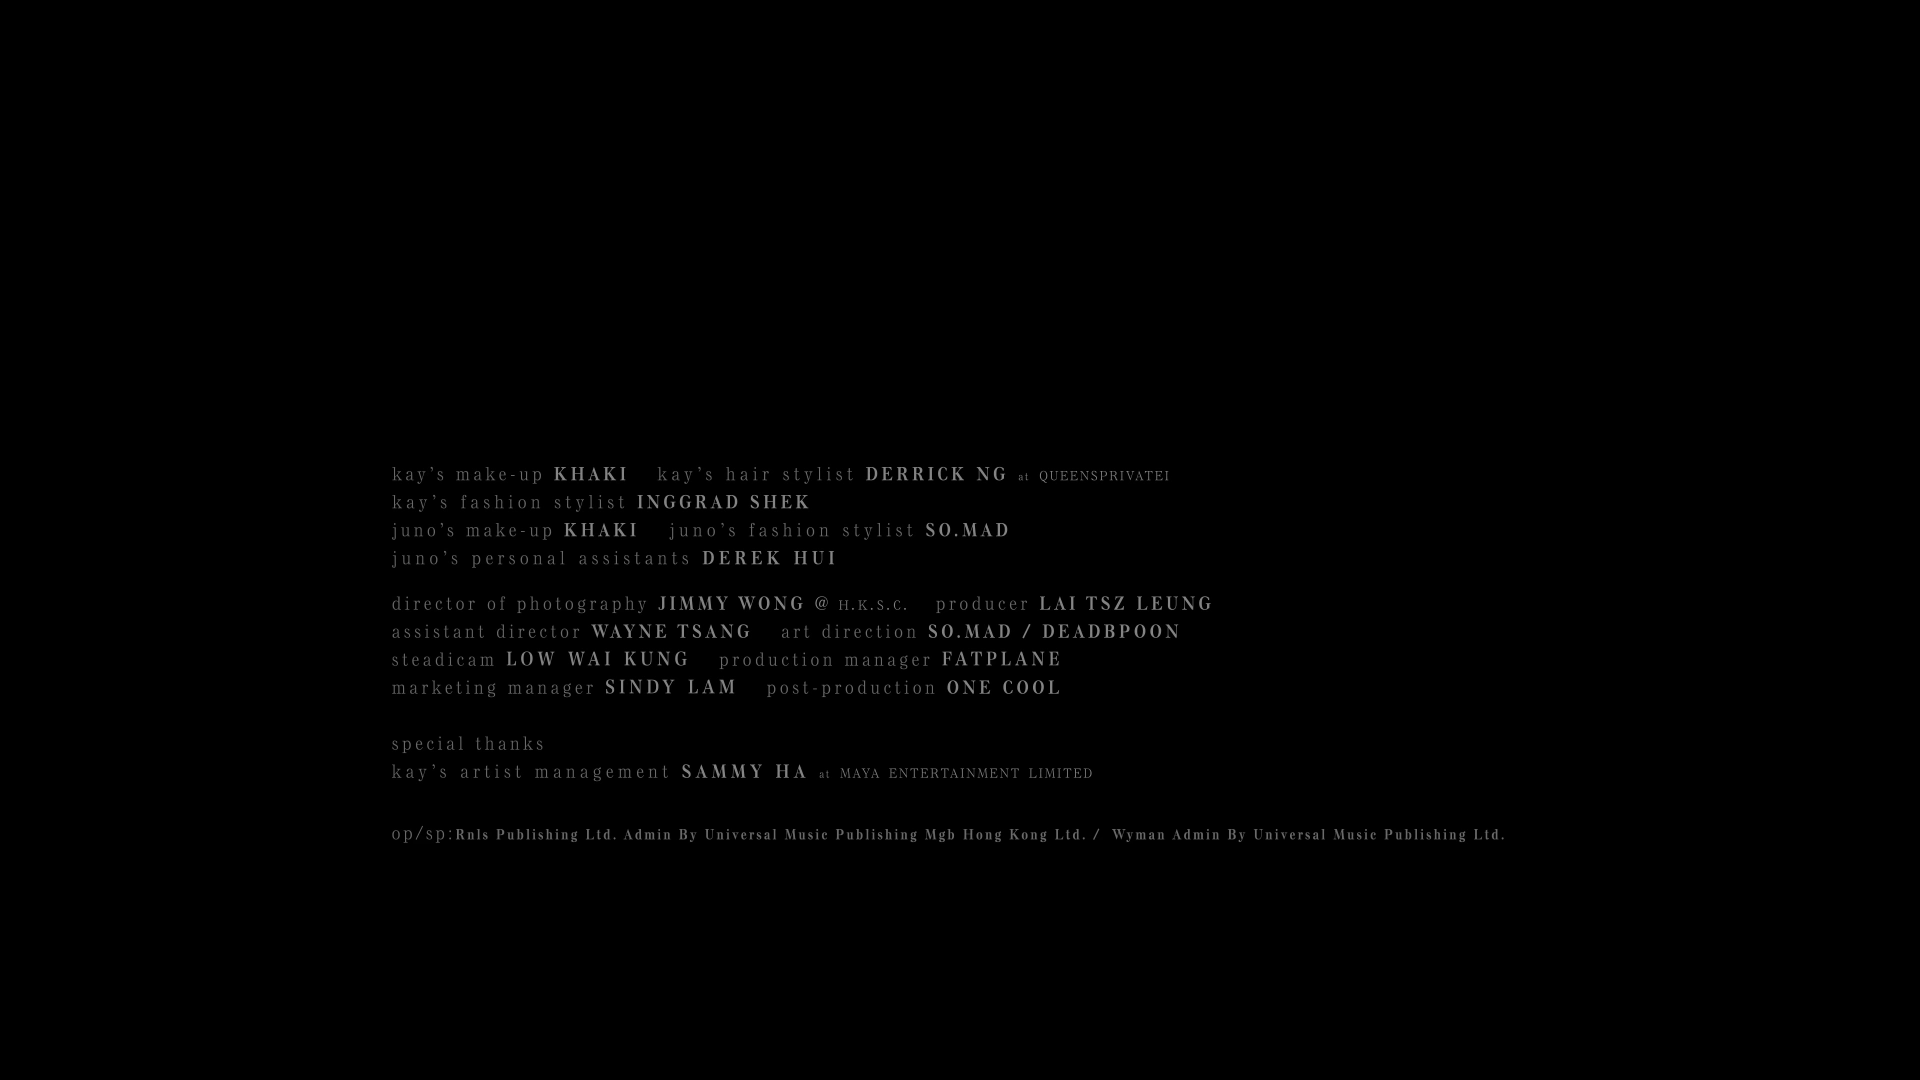 kay’s make-up KHAKI kay’s hair stylist DERRICK NG at QUEENSPRIVATEI
kay’s fashion stylist INGGRAD SHEK
juno’s make-up KHAKI juno’s fashion stylist SO.MAD
juno’s personal assistants DEREK HUI
director of photography JIMMY WONG @ H.K.S.C. producer LAI TSZ LEUNG
assistant director WAYNE TSANG art direction SO.MAD / DEADBPOON
steadicam LOW WAI KUNG production manager FATPLANE
marketing manager SINDY LAM post-production ONE COOL
special thanks
kay’s artist management SAMMY HA at MAYA ENTERTAINMENT LIMITED
op/sp:Rnls Publishing Ltd. Admin By Universal Music Publishing Mgb Hong Kong Ltd. / Wyman Admin By Universal Music Publishing Ltd.